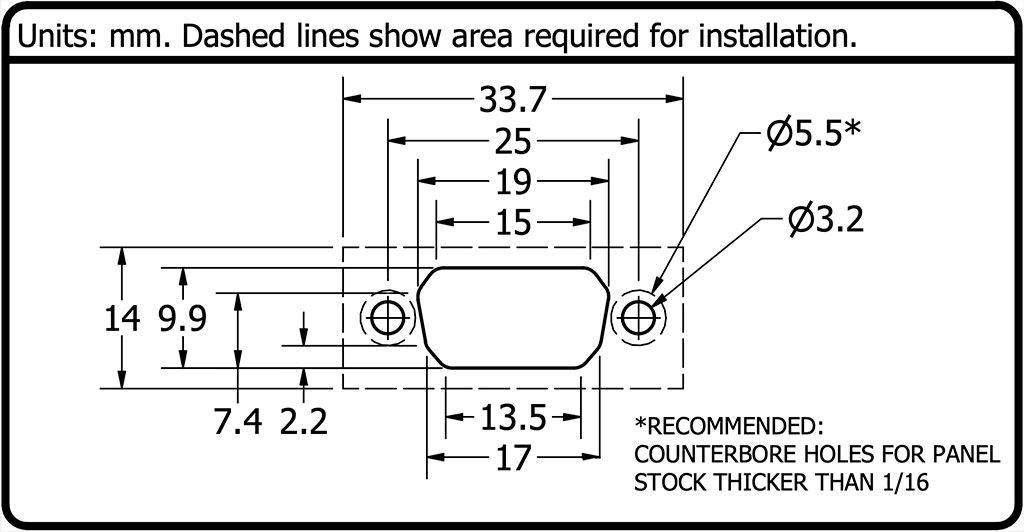 Units: mm. Dashed lines show area required for installation.
33.7
25
19
15
Ø5.5*
Ø3.2
14
9.9
7.4
2.2
13.5
17
*RECOMMENDED:
COUNTERBORE HOLES FOR PANEL
STOCK THICKER THAN 1/16